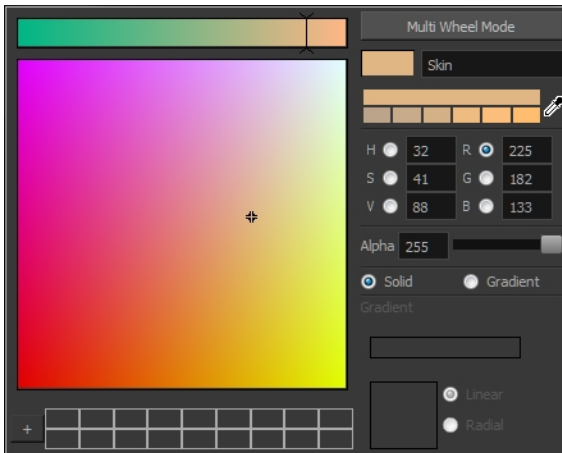 Multi Wheel Mode
Skin
H 32 R 225
S 41 G 182
V 88 B 133
Alpha 255
Solid Gradient
Gradient
+
Linear
Radial